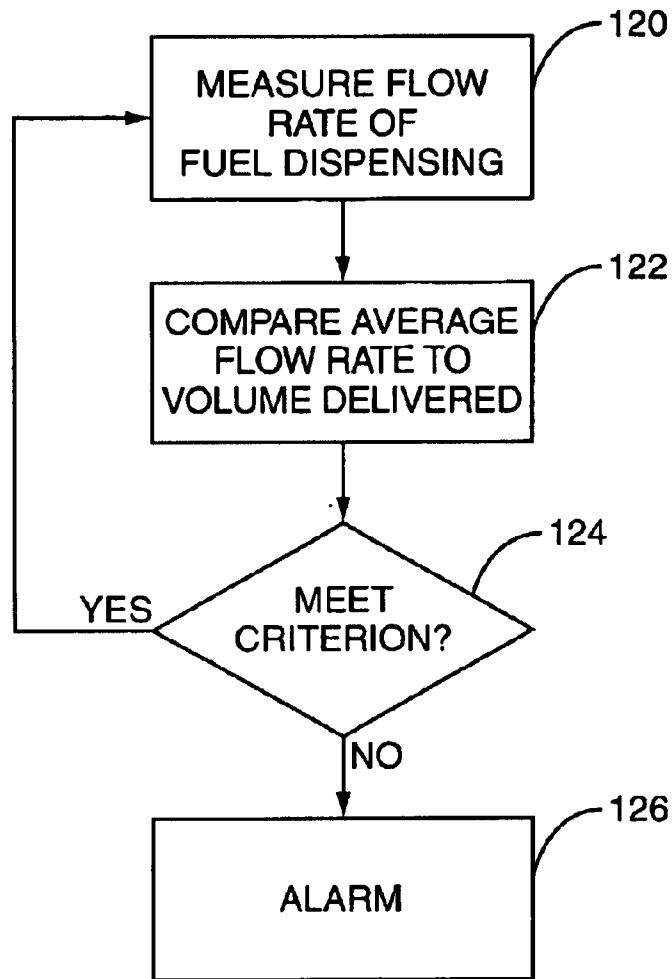 120
MEASURE FLOW
RATE OF
FUEL DISPENSING
122
COMPARE AVERAGE
FLOW RATE TO
VOLUME DELIVERED
124
YES
MEET
CRITERION?
NO
126
ALARM